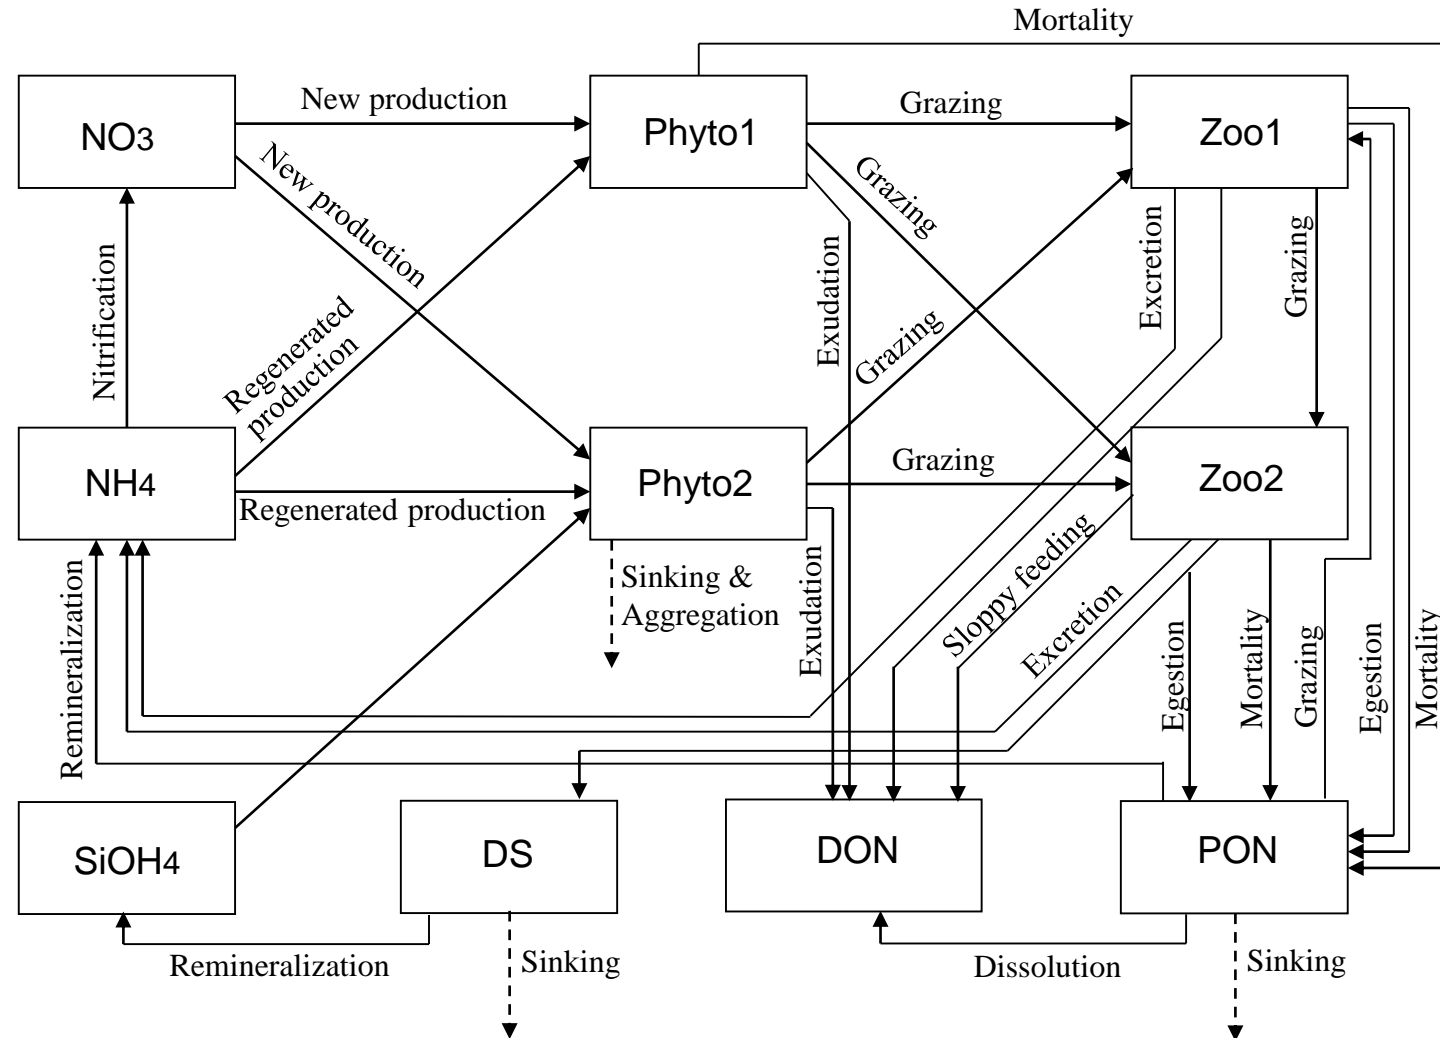 Mortality
New production
Grazing
NO3
Phyto1
Zoo1
New production
Grazing
Nitrification
Regenerated
production
Exudation
Grazing
Excretion
Grazing
NH4
Phyto2
Grazing
Zoo2
Regenerated production
Remineralization
Sinking &
Aggregation
Exudation
Sloppy feeding
Excretion
Egestion
Mortality
Grazing
Egestion
Mortality
SiOH4
DS
DON
PON
Remineralization
Sinking
Dissolution
Sinking